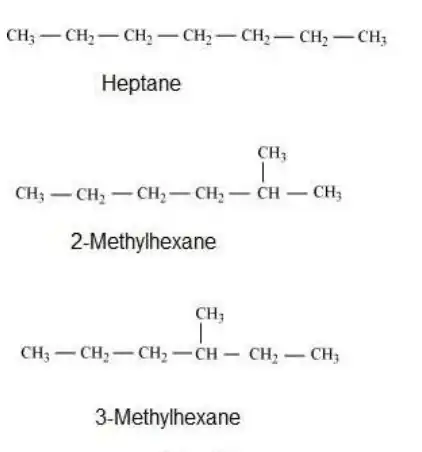 CH₃ — CH₂ — CH₂ — CH₂ — CH₂ — CH₂ — CH₃
Heptane
CH₃
|
CH₃ — CH₂ — CH₂ — CH₂ — CH — CH₃
2-Methylhexane
CH₃
|
CH₃ — CH₂ — CH₂ — CH — CH₂ — CH₃
3-Methylhexane